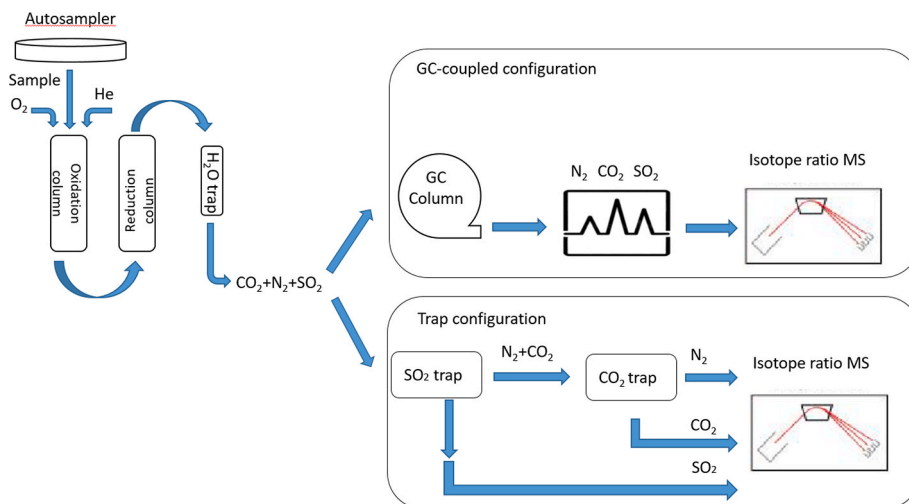 Autosampler
Sample
O₂
He
Oxidation
column
Reduction
column
H₂O trap
CO₂+N₂+SO₂
GC-coupled configuration
GC
Column
N₂ CO₂ SO₂
Isotope ratio MS
Trap configuration
SO₂ trap
N₂+CO₂
CO₂ trap
N₂
CO₂
SO₂
Isotope ratio MS